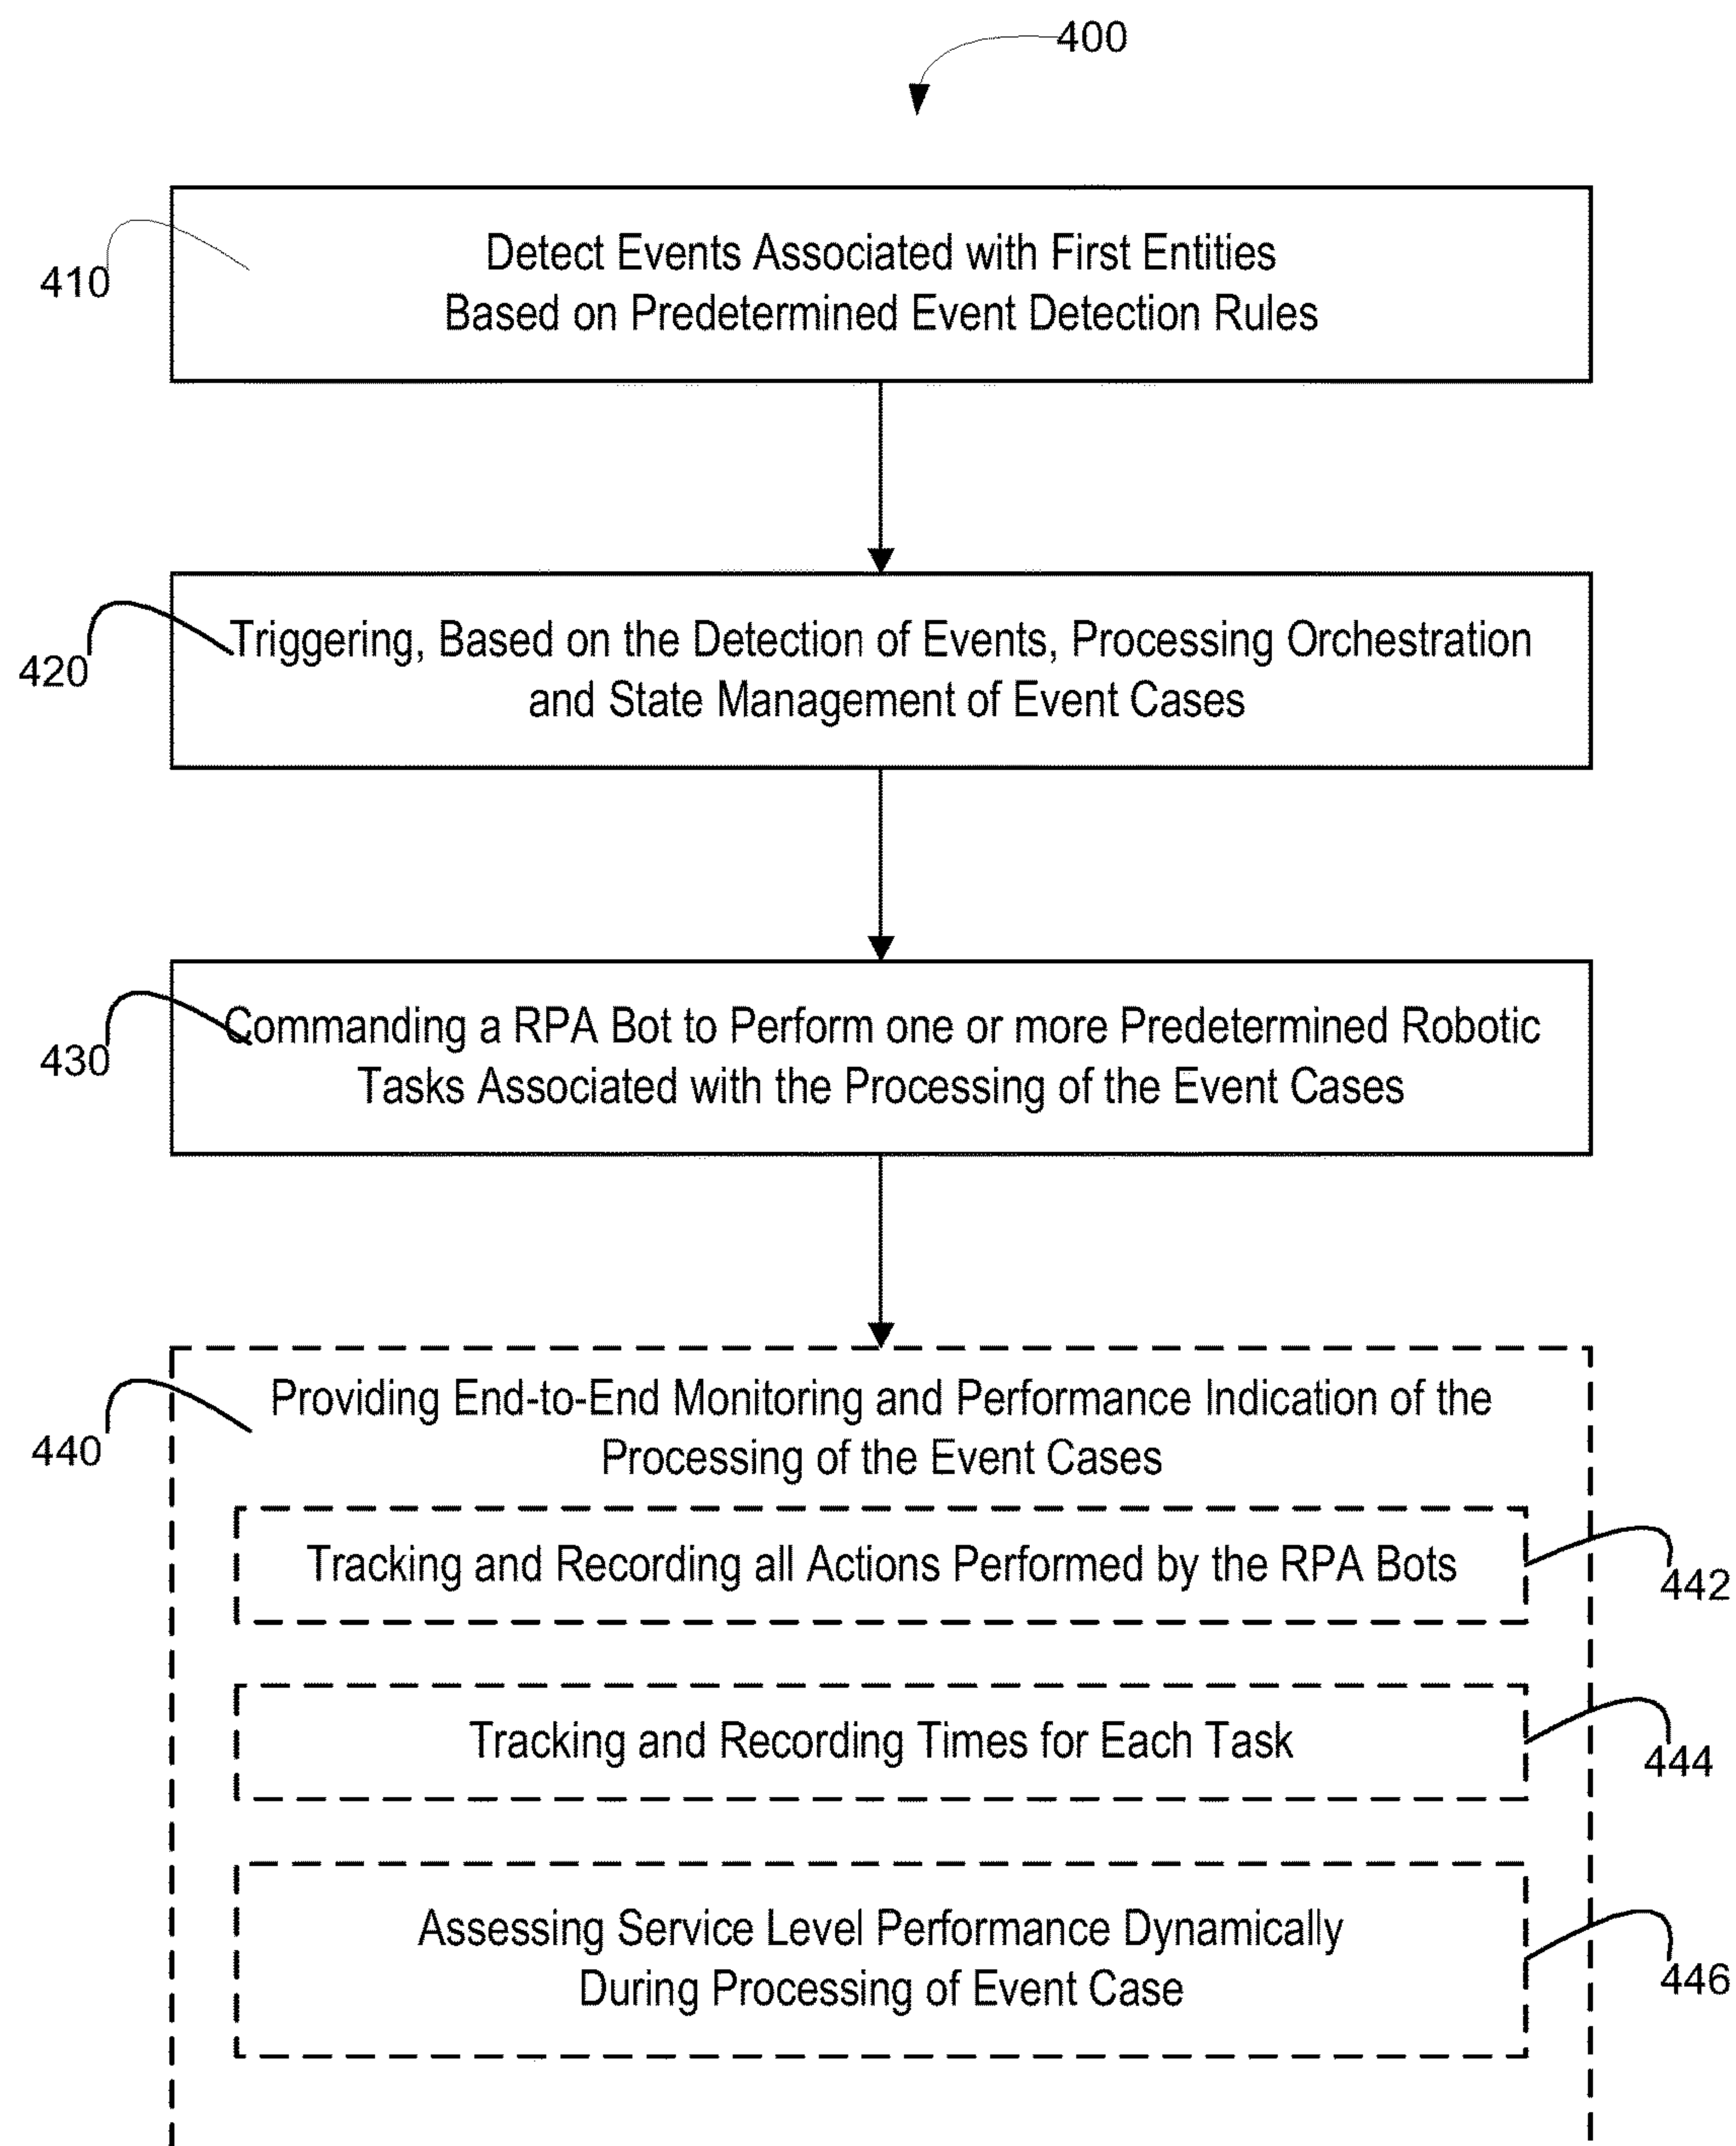 400
410
Detect Events Associated with First Entities
Based on Predetermined Event Detection Rules
420
Triggering, Based on the Detection of Events, Processing Orchestration
and State Management of Event Cases
430
Commanding a RPA Bot to Perform one or more Predetermined Robotic
Tasks Associated with the Processing of the Event Cases
440
Providing End-to-End Monitoring and Performance Indication of the
Processing of the Event Cases
Tracking and Recording all Actions Performed by the RPA Bots
442
Tracking and Recording Times for Each Task
444
Assessing Service Level Performance Dynamically
During Processing of Event Case
446